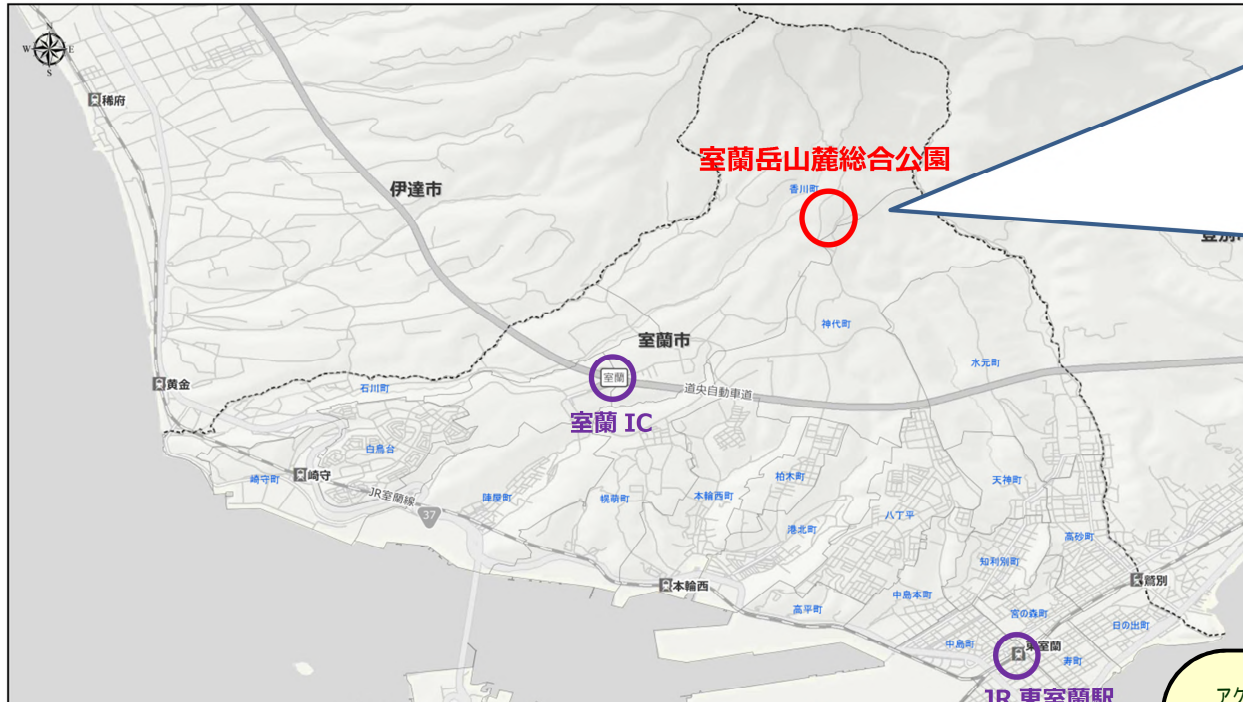 N
W E
S
稀府
室蘭岳山麓総合公園
香川町
伊達市
神代町
室蘭市
水元町
黄金
石川町
室蘭
道央自動車道
室蘭 IC
白鳥台
崎守町
崎守
JR室蘭線
37
陣屋町
幌萌町
本輪西町
柏木町
天神町
港北町
八丁平
高砂町
知利別町
本輪西
鷲別
高平町
中島本町
宮の森町
日の出町
中島町
東室蘭
寿町
JR 東室蘭駅
アク